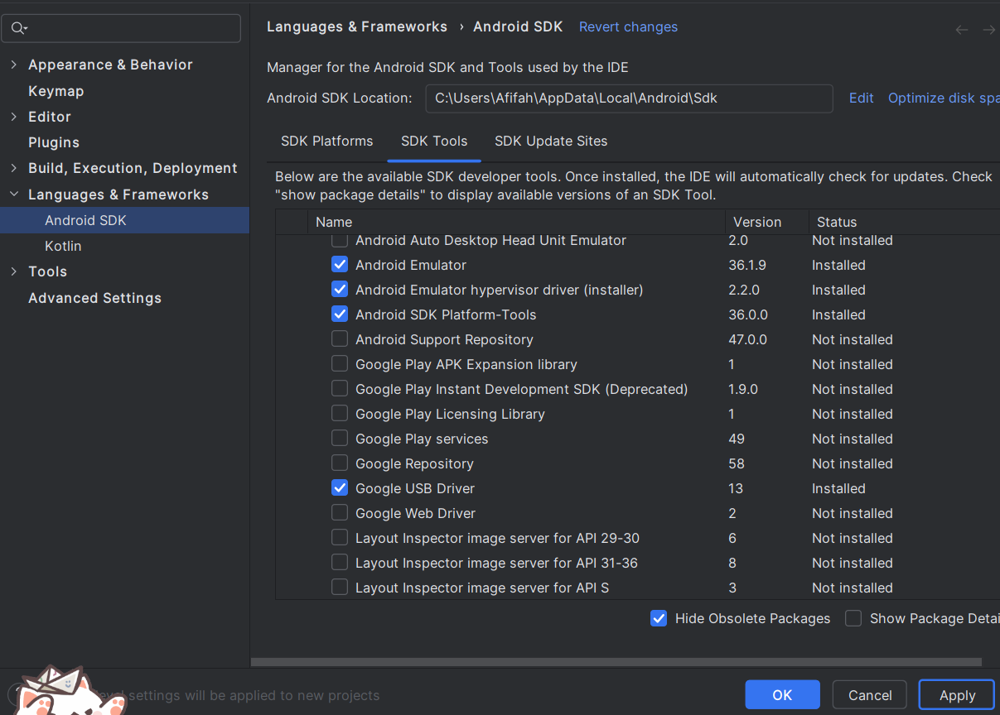 Languages & Frameworks › Android SDK Revert changes
Appearance & Behavior
Keymap
Editor
Plugins
Build, Execution, Deployment
Languages & Frameworks
Android SDK
Kotlin
Tools
Advanced Settings
Manager for the Android SDK and Tools used by the IDE
Android SDK Location: C:\Users\Afifah\AppData\Local\Android\Sdk Edit Optimize disk spa
SDK Platforms SDK Tools SDK Update Sites
Below are the available SDK developer tools. Once installed, the IDE will automatically check for updates. Check
"show package details" to display available versions of an SDK Tool.
Name Version Status
Android Auto Desktop Head Unit Emulator 2.0 Not installed
Android Emulator 36.1.9 Installed
Android Emulator hypervisor driver (installer) 2.2.0 Installed
Android SDK Platform-Tools 36.0.0 Installed
Android Support Repository 47.0.0 Not installed
Google Play APK Expansion library 1 Not installed
Google Play Instant Development SDK (Deprecated) 1.9.0 Not installed
Google Play Licensing Library 1 Not installed
Google Play services 49 Not installed
Google Repository 58 Not installed
Google USB Driver 13 Installed
Google Web Driver 2 Not installed
Layout Inspector image server for API 29-30 6 Not installed
Layout Inspector image server for API 31-36 8 Not installed
Layout Inspector image server for API S 3 Not installed
Hide Obsolete Packages Show Package Detai
settings will be applied to new projects
OK Cancel Apply